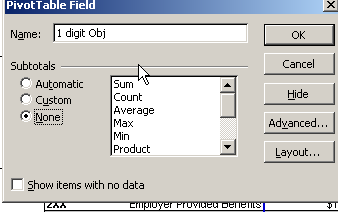 PivotTable Field
Name: 1 digit Obj
OK
Cancel
Hide
Advanced...
Layout...
Subtotals
Automatic
Custom
None
Sum
Count
Average
Max
Min
Product
Show items with no data
2XX Employer Provided Benefits $1